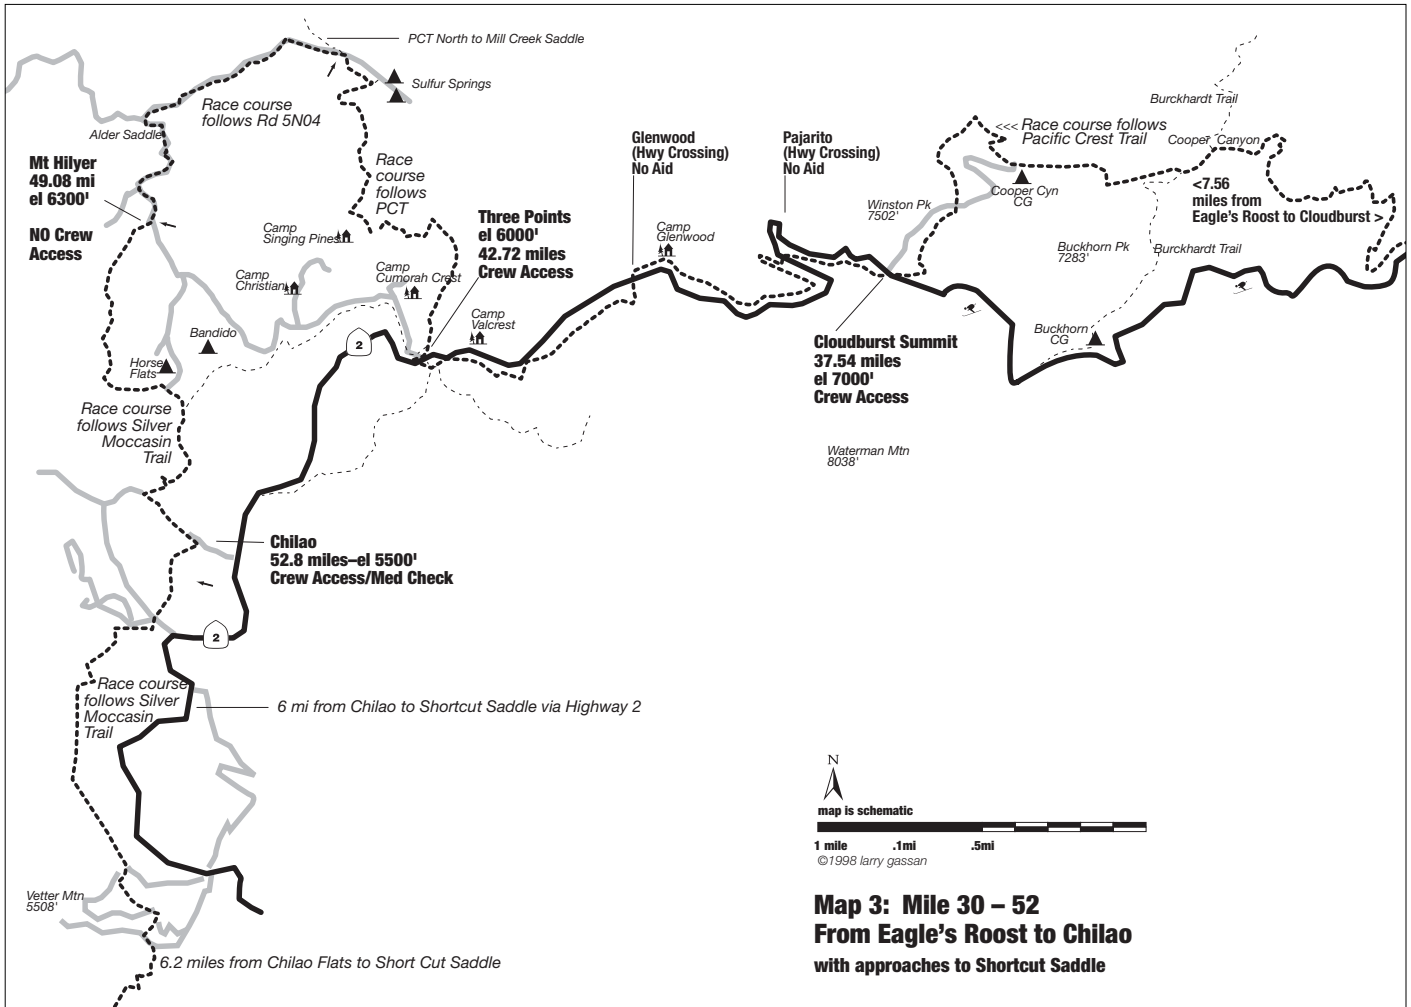 PCT North to Mill Creek Saddle
Sulfur Springs
Race course
follows Rd 5N04
Alder Saddle
Mt Hilyer
49.08 mi
el 6300'
NO Crew
Access
Race
course
follows
PCT
Camp
Singing Pines
Camp
Christian
Camp
Cumorah Crest
Three Points
el 6000'
42.72 miles
Crew Access
Camp
Valcrest
Glenwood
(Hwy Crossing)
No Aid
Camp
Glenwood
Pajarito
(Hwy Crossing)
No Aid
Winston Pk
7502'
<<< Race course follows
Pacific Crest Trail
Cooper Cyn
CG
Burckhardt Trail
Cooper Canyon
<7.56
miles from
Eagle's Roost to Cloudburst >
Buckhorn Pk
7283'
Burckhardt Trail
Buckhorn
CG
Cloudburst Summit
37.54 miles
el 7000'
Crew Access
Waterman Mtn
8038'
Bandido
Horse
Flats
2
Race course
follows Silver
Moccasin
Trail
Chilao
52.8 miles–el 5500'
Crew Access/Med Check
2
Race course
follows Silver
Moccasin
Trail
6 mi from Chilao to Shortcut Saddle via Highway 2
Vetter Mtn
5508'
6.2 miles from Chilao Flats to Short Cut Saddle
N
map is schematic
1 mile .1mi .5mi
©1998 larry gassan
Map 3: Mile 30 – 52
From Eagle's Roost to Chilao
with approaches to Shortcut Saddle